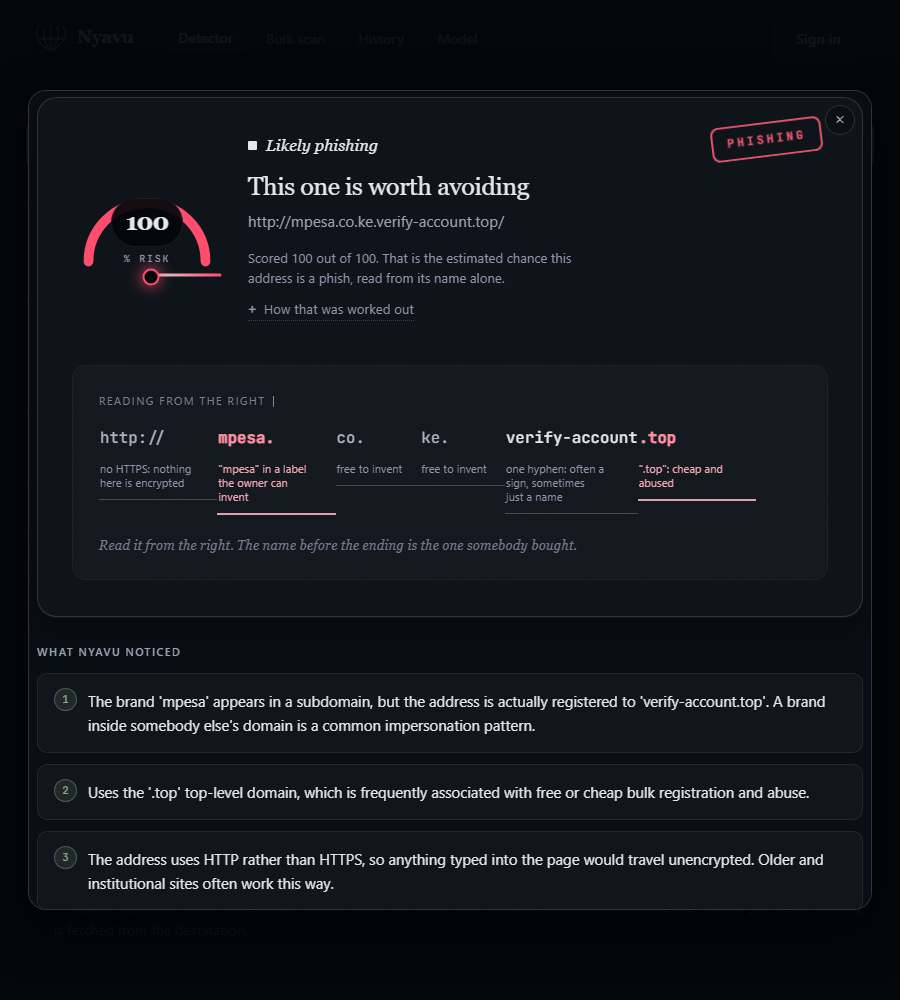 Nyavu
Detector
Bulk scan
History
Model
Sign in
Likely phishing
PHISHING
×
This one is worth avoiding
http://mpesa.co.ke.verify-account.top/
100
% RISK
Scored 100 out of 100. That is the estimated chance this
address is a phish, read from its name alone.
+ How that was worked out
READING FROM THE RIGHT |
http:// mpesa. co. ke. verify-account.top
no HTTPS: nothing
here is encrypted
"mpesa" in a label
the owner can
invent
free to invent
free to invent
one hyphen: often a
sign, sometimes
just a name
".top": cheap and
abused
Read it from the right. The name before the ending is the one somebody bought.
WHAT NYAVU NOTICED
1
The brand 'mpesa' appears in a subdomain, but the address is actually registered to 'verify-account.top'. A brand
inside somebody else's domain is a common impersonation pattern.
2
Uses the '.top' top-level domain, which is frequently associated with free or cheap bulk registration and abuse.
3
The address uses HTTP rather than HTTPS, so anything typed into the page would travel unencrypted. Older and
institutional sites often work this way.
is fetched from the destination.